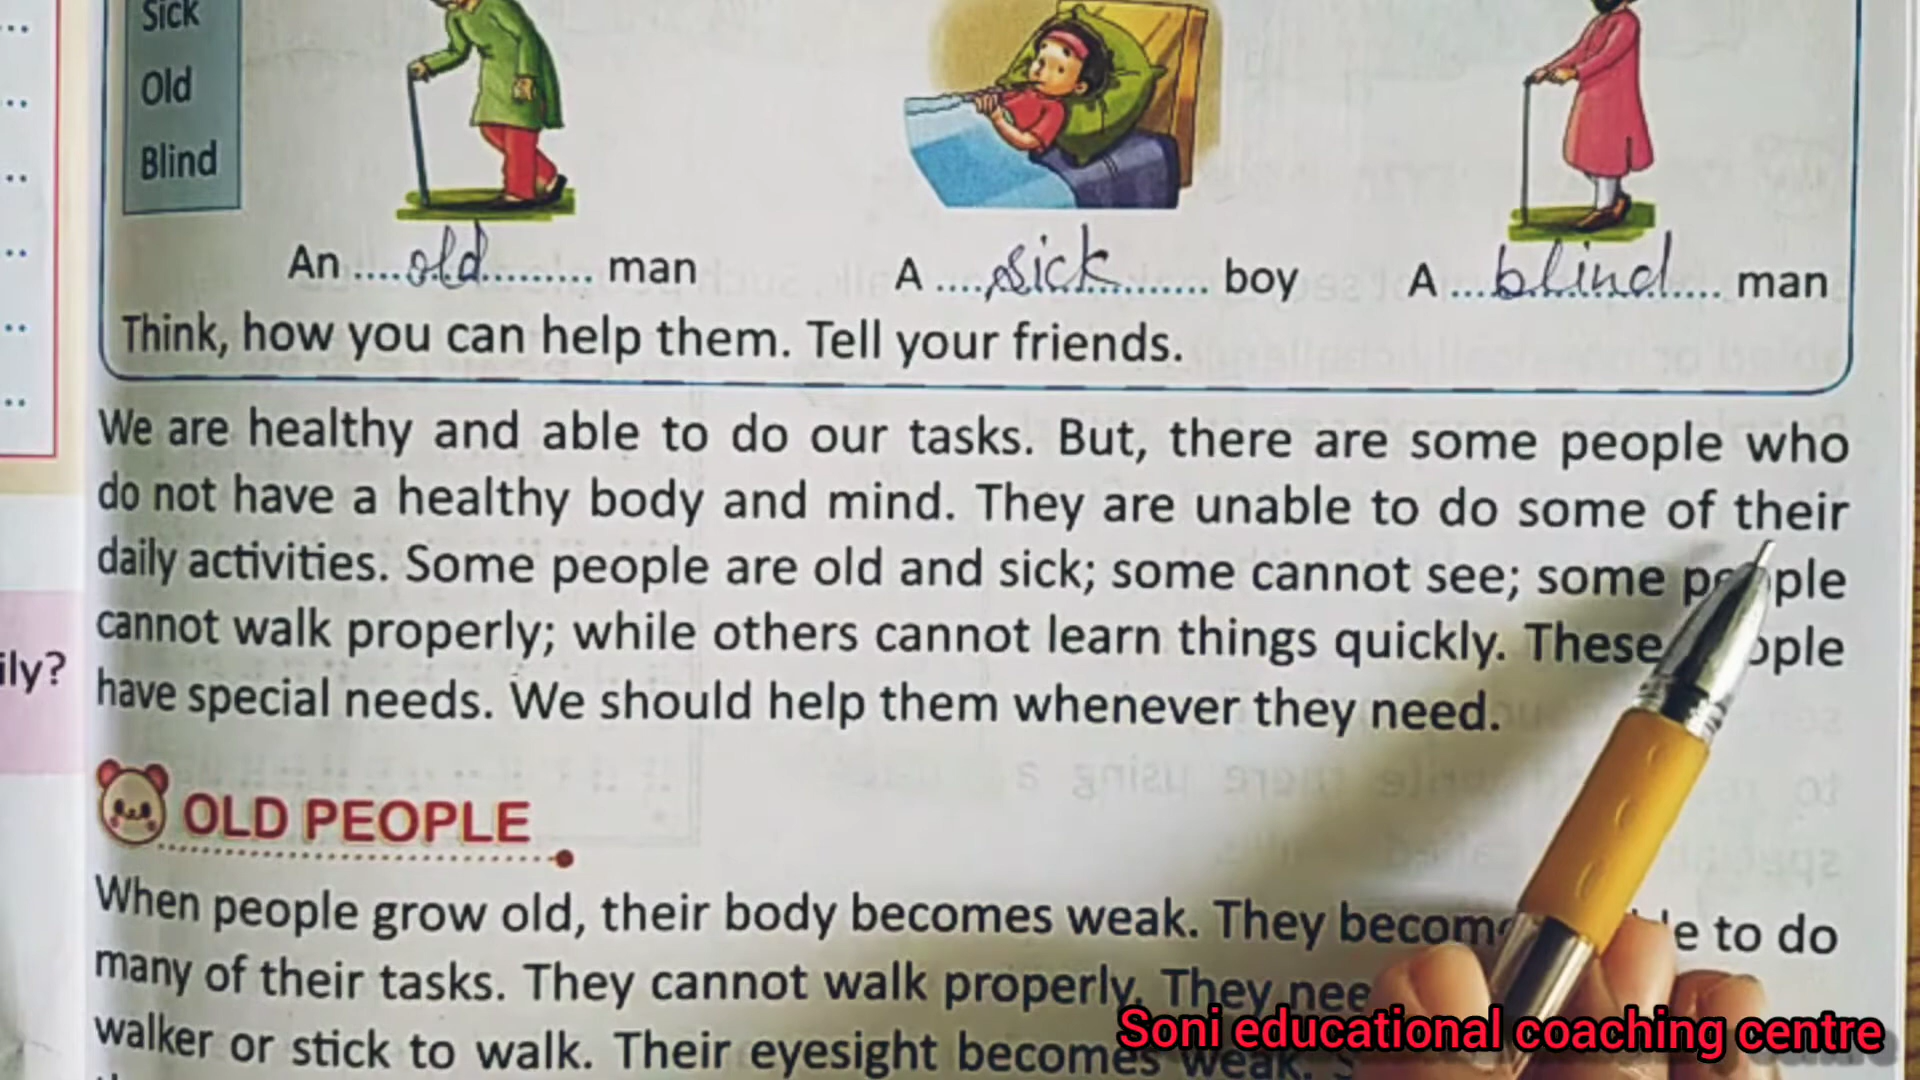 Sick
Old
Blind
An ....old.......... man
A ....sick............... boy
A ....blind..... man
Think, how you can help them. Tell your friends.
We are healthy and able to do our tasks. But, there are some people who
do not have a healthy body and mind. They are unable to do some of their
daily activities. Some people are old and sick; some cannot see; some people
cannot walk properly; while others cannot learn things quickly. These
have special needs. We should help them whenever they need.
ily?
OLD PEOPLE
When people grow old, their body becomes weak. They to do
many of their tasks. They cannot walk properly. They
walker or stick to walk. Their eyesight becomes weak.
Soni educational coaching centre